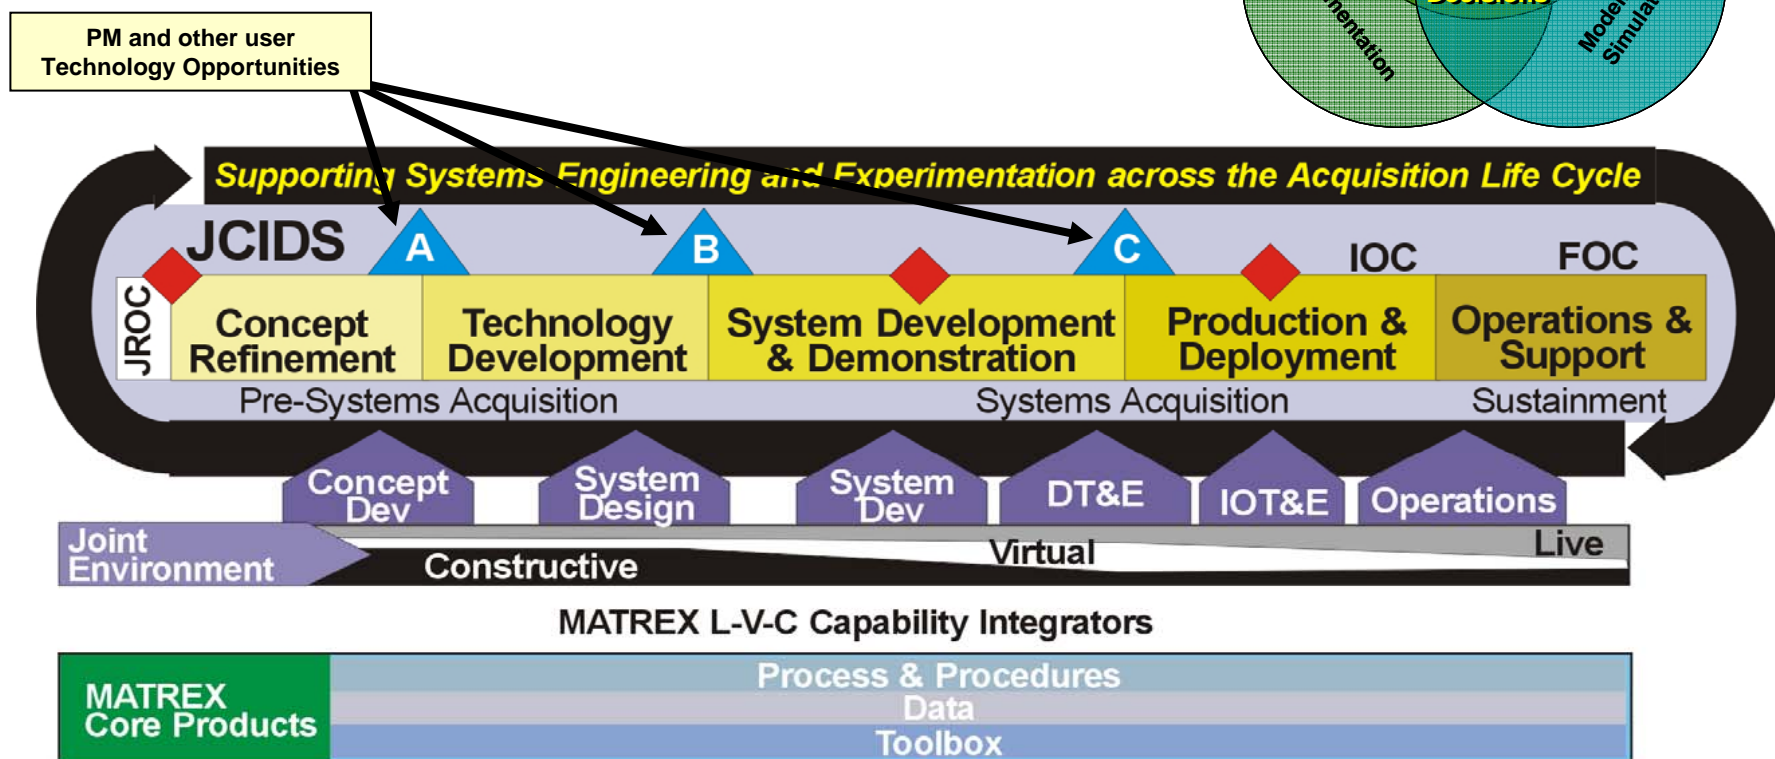 PM and other user
Technology Opportunities
Decisions
Supporting Systems Engineering and Experimentation across the Acquisition Life Cycle
JCIDS
A
B
C
IOC
FOC
JROC
Concept
Refinement
Technology
Development
System Development
& Demonstration
Production &
Deployment
Operations &
Support
Pre-Systems Acquisition
Systems Acquisition
Sustainment
Concept
Dev
System
Design
System
Dev
DT&E
IOT&E
Operations
Joint
Environment
Constructive
Virtual
Live
MATREX L-V-C Capability Integrators
MATREX
Core Products
Process & Procedures
Data
Toolbox